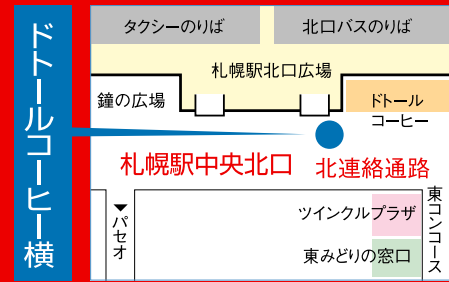 ドトールコーヒー横
タクシーのりば
北口バスのりば
札幌駅北口広場
鐘の広場
ドトール
コーヒー
札幌駅中央北口
北連絡通路
▼パセオ
ツインクルプラザ
東みどりの窓口
東コンコース